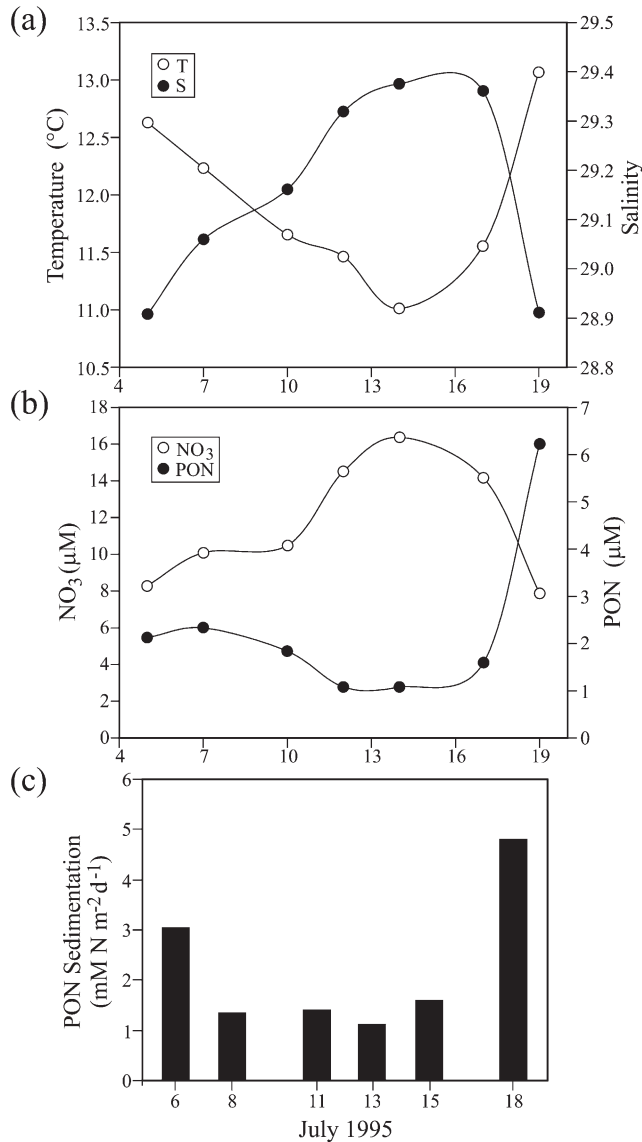 (a)
13.5
13.0
12.5
12.0
11.5
11.0
10.5
Temperature (°C)
T
S
29.5
29.4
29.3
29.2
29.1
29.0
28.9
28.8
Salinity
4 7 10 13 16 19
(b)
18
16
14
12
10
8
6
4
2
0
NO3 (µM)
NO3
PON
7
6
5
4
3
2
1
0
PON (µM)
4 7 10 13 16 19
(c)
6
5
4
3
2
1
0
PON Sedimentation
(mM N m-2 d-1)
6 8 11 13 15 18
July 1995